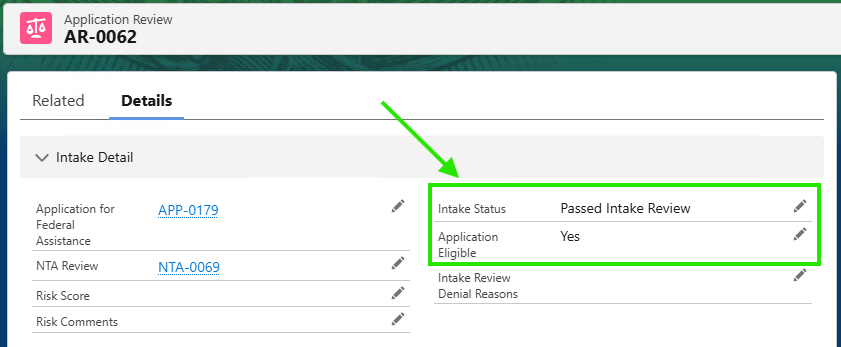 Application Review
AR-0062
Related
Details
Intake Detail
Application for
Federal
Assistance
APP-0179
NTA Review
NTA-0069
Risk Score
Risk Comments
Intake Status
Passed Intake Review
Application
Eligible
Yes
Intake Review
Denial Reasons